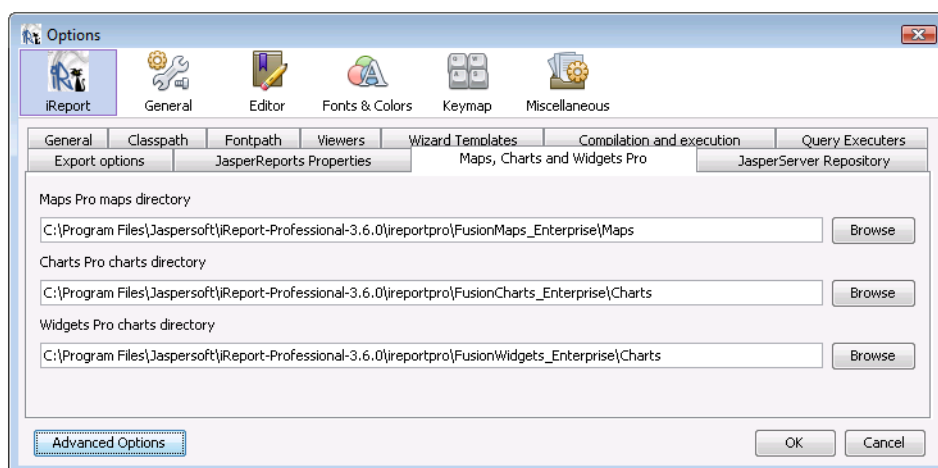 Options
iReport General Editor Fonts & Colors Keymap Miscellaneous
General Classpath Fontpath Viewers Wizard Templates Compilation and execution Query Executers
Export options JasperReports Properties Maps, Charts and Widgets Pro JasperServer Repository
Maps Pro maps directory
C:\Program Files\Jaspersoft\iReport-Professional-3.6.0\ireportpro\FusionMaps_Enterprise\Maps Browse
Charts Pro charts directory
C:\Program Files\Jaspersoft\iReport-Professional-3.6.0\ireportpro\FusionCharts_Enterprise\Charts Browse
Widgets Pro charts directory
C:\Program Files\Jaspersoft\iReport-Professional-3.6.0\ireportpro\FusionWidgets_Enterprise\Charts Browse
Advanced Options OK Cancel